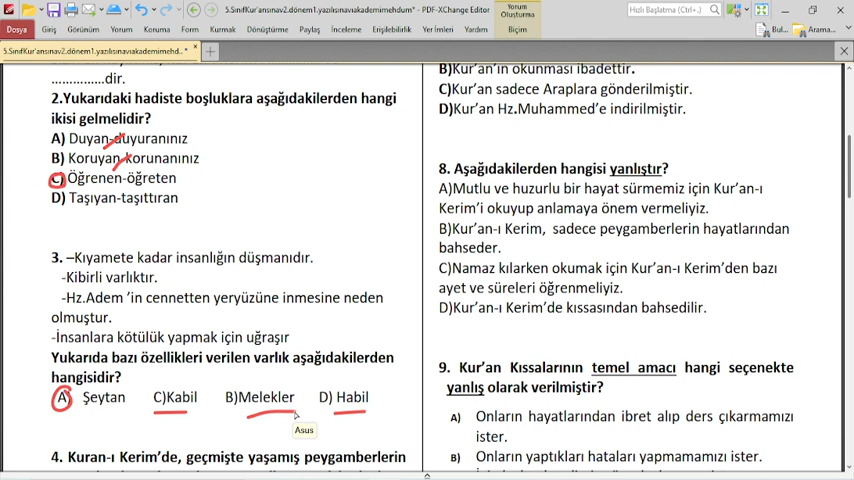 Yorum
Oluşturma
5.SınıfKur'ansınav2.dönem1.yazılısınavıakademimehdum* - PDF-XChange Editor
Hızlı Başlatma (Ctrl+.)
Dosya
Giriş
Görünüm
Koruma
Yorum
Form
Kurmak
Dönüştürme
Paylaş
İnceleme
Erişilebilirlik
Yer İmleri
Yardım
Biçim
Bul...
Arama...
5.SınıfKur'ansınav2.dönem1.yazılısınavıakademimehd.. *
……………dir.
2.Yukarıdaki hadiste boşluklara aşağıdakilerden hangi
ikisi gelmelidir?
A) Duyan-duyuranınız
B) Koruyan-korunanınız
C) Öğrenen-öğreten
D) Taşıyan-taşıttıran
3. –Kıyamete kadar insanlığın düşmanıdır.
-Kibirli varlıktır.
-Hz.Adem 'in cennetten yeryüzüne inmesine neden
olmuştur.
-İnsanlara kötülük yapmak için uğraşır
Yukarıda bazı özellikleri verilen varlık aşağıdakilerden
hangisidir?
A) Şeytan C)Kabil B)Melekler D) Habil
Asus
4. Kuran-ı Kerim'de, geçmişte yaşamış peygamberlerin
B)Kur'an'ın okunması ibadettir.
C)Kur'an sadece Araplara gönderilmiştir.
D)Kur'an Hz.Muhammed'e indirilmiştir.
8. Aşağıdakilerden hangisi yanlıştır?
A)Mutlu ve huzurlu bir hayat sürmemiz için Kur'an-ı
Kerim'i okuyup anlamaya önem vermeliyiz.
B)Kur'an-ı Kerim, sadece peygamberlerin hayatlarından
bahseder.
C)Namaz kılarken okumak için Kur'an-ı Kerim'den bazı
ayet ve süreleri öğrenmeliyiz.
D)Kur'an-ı Kerim'de kıssasından bahsedilir.
9. Kur'an Kıssalarının temel amacı hangi seçenekte
yanlış olarak verilmiştir?
A) Onların hayatlarından ibret alıp ders çıkarmamızı
ister.
B) Onların yaptıkları hataları yapmamamızı ister.